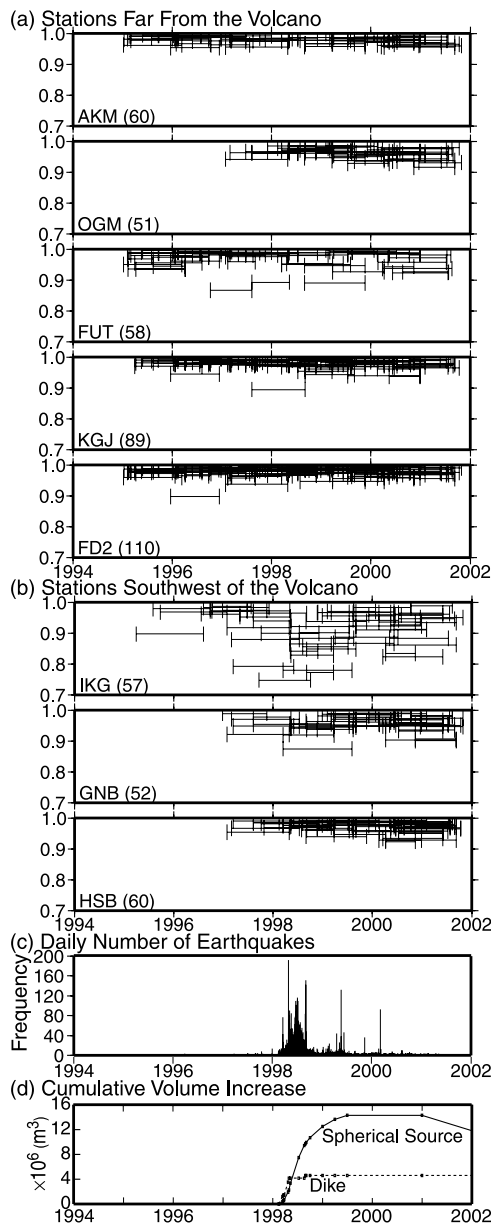 (a) Stations Far From the Volcano
1.0
0.9
0.8
0.7
AKM (60)
1.0
0.9
0.8
0.7
OGM (51)
1.0
0.9
0.8
0.7
FUT (58)
1.0
0.9
0.8
0.7
KGJ (89)
1.0
0.9
0.8
0.7
FD2 (110)
1994 1996 1998 2000 2002
(b) Stations Southwest of the Volcano
1.0
0.9
0.8
0.7
IKG (57)
1.0
0.9
0.8
0.7
GNB (52)
1.0
0.9
0.8
0.7
HSB (60)
1994 1996 1998 2000 2002
(c) Daily Number of Earthquakes
Frequency
200
160
120
80
40
0
1994 1996 1998 2000 2002
(d) Cumulative Volume Increase
×10⁶ (m³)
16
12
8
4
0
Spherical Source
Dike
1994 1996 1998 2000 2002